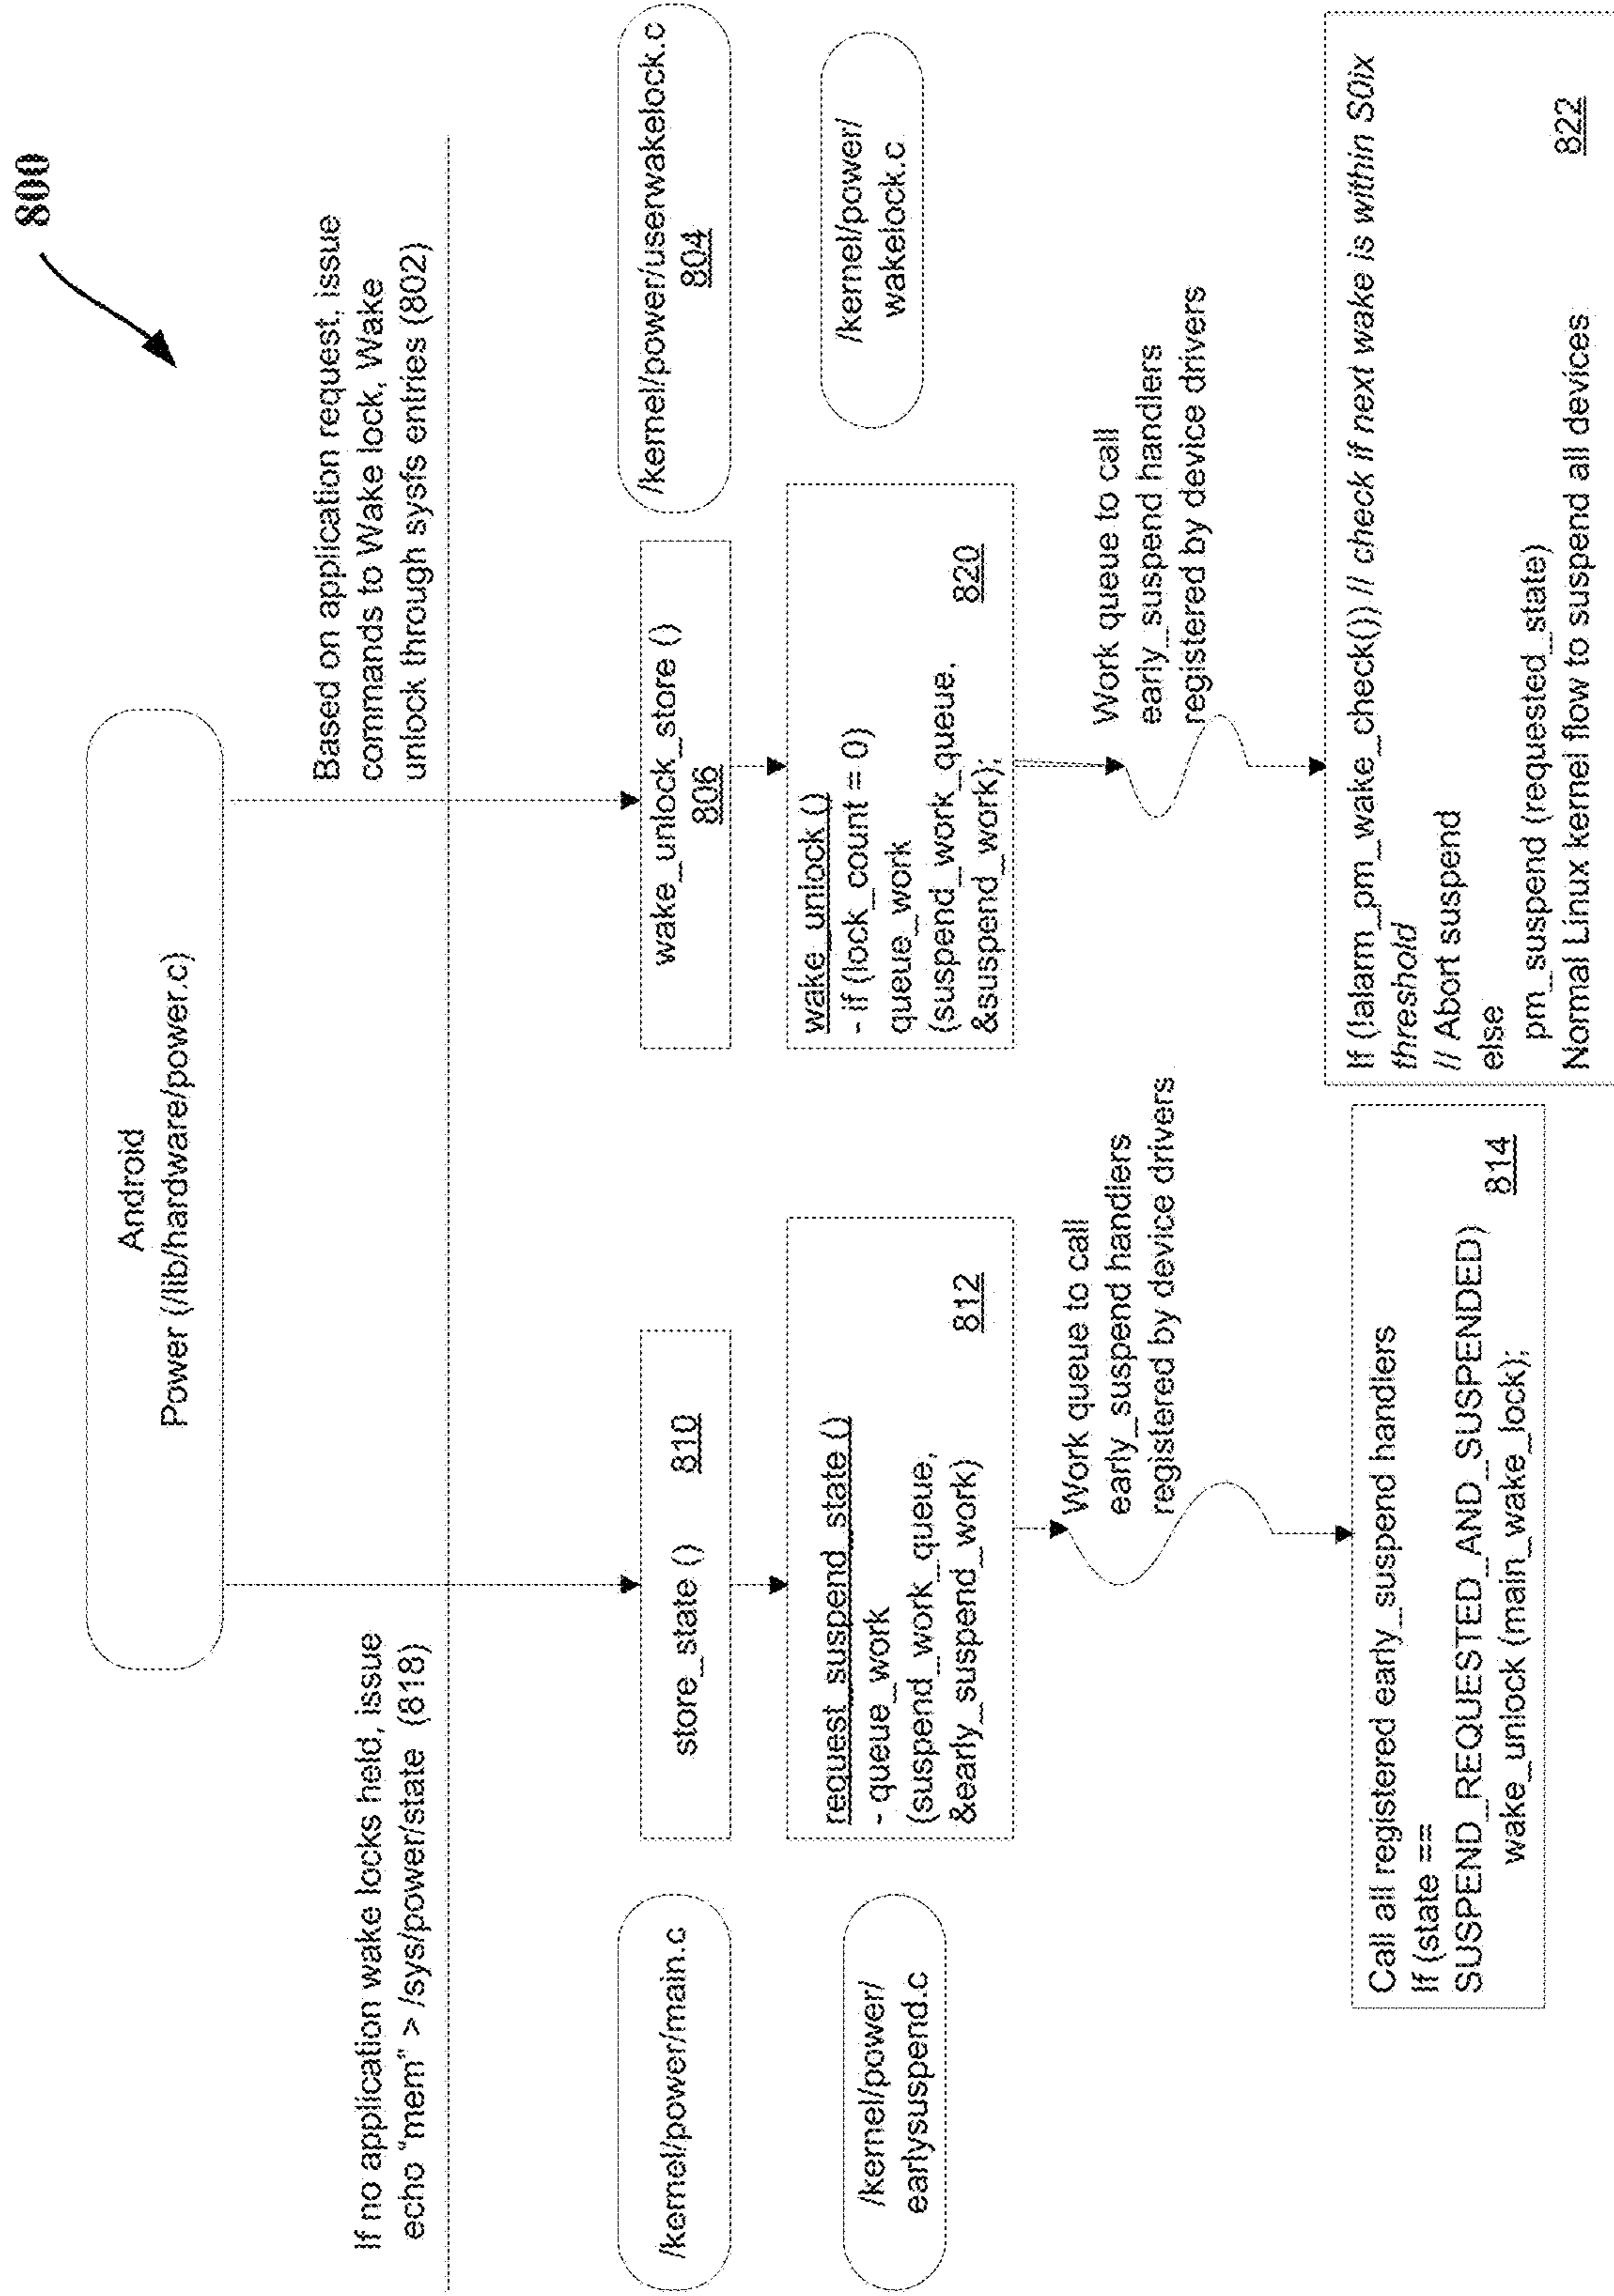 800
Android
Power (/lib/hardware/power.c)
If no application wake locks held, issue
echo "mem" > /sys/power/state (818)
Based on application request, issue
commands to Wake lock, Wake
unlock through sysfs entries (802)
/kernel/power/main.c
store_state () 810
wake_unlock_store ()
806
/kernel/power/userwakelock.c
804
/kernel/power/
earlysuspend.c
request_suspend_state ()
- queue_work
(suspend_work_queue,
&early_suspend_work)
812
wake_unlock ()
- if (lock_count = 0)
queue_work
(suspend_work_queue,
&suspend_work);
820
/kernel/power/
wakelock.c
Work queue to call
early_suspend handlers
registered by device drivers
Work queue to call
early_suspend handlers
registered by device drivers
Call all registered early_suspend handlers
If (state ==
SUSPEND_REQUESTED_AND_SUSPENDED)
wake_unlock (main_wake_lock);
814
If (!alarm_pm_wake_check()) // check if next wake is within S0ix
threshold
// Abort suspend
else
pm_suspend (requested_state)
Normal Linux kernel flow to suspend all devices
822